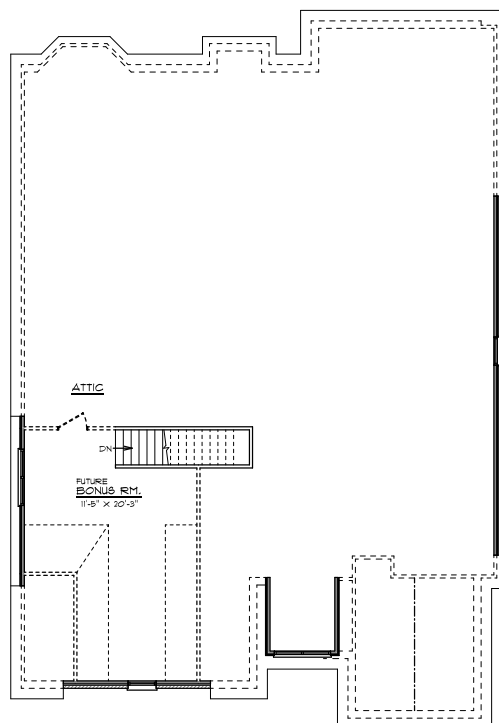 ATTIC
DN
FUTURE
BONUS RM.
11'-5" X 20'-3"